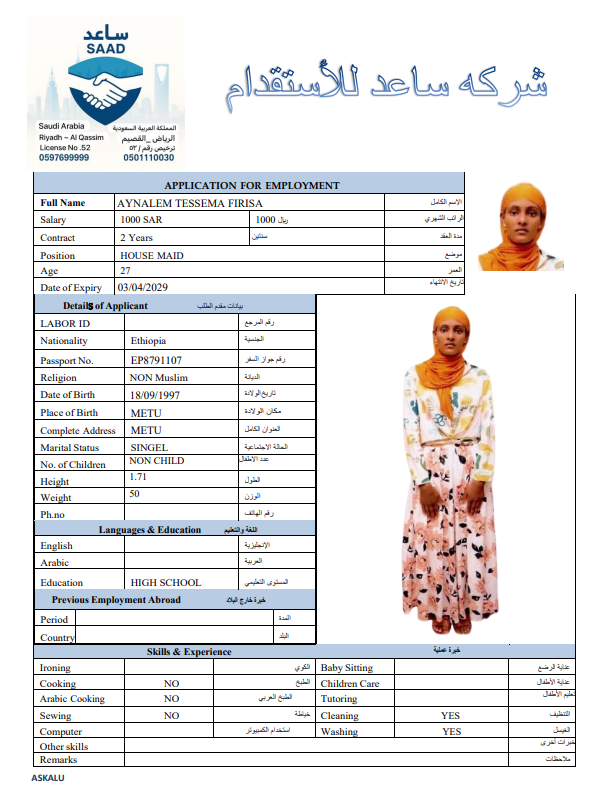 ساعد
SAAD
Saudi Arabia المملكة العربية السعودية
Riyadh – Al Qassim الرياض _القصيم
License No .52 ترخيص رقم / ٥٢
0597699999 0501110030
شركه ساعد للأستقدام
APPLICATION FOR EMPLOYMENT
Full Name AYNALEM TESSEMA FIRISA الاسم الكامل
Salary 1000 SAR 1000 ريال الراتب الشهري
Contract 2 Years سنتين مدة العقد
Position HOUSE MAID موضع
Age 27 العمر
Date of Expiry 03/04/2029 تاريخ الانتهاء
Details of Applicant بيانات مقدم الطلب
LABOR ID رقم المرجع
Nationality Ethiopia الجنسية
Passport No. EP8791107 رقم جواز السفر
Religion NON Muslim الديانة
Date of Birth 18/09/1997 تاريخ الولادة
Place of Birth METU مكان الولادة
Complete Address METU العنوان الكامل
Marital Status SINGEL الحالة الاجتماعية
No. of Children NON CHILD عدد الاطفال
Height 1.71 الطول
Weight 50 الوزن
Ph.no رقم الهاتف
Languages & Education اللغة والتعليم
English الإنجليزية
Arabic العربية
Education HIGH SCHOOL المستوى التعليمي
Previous Employment Abroad خبرة خارج البلاد
Period المدة
Country البلد
Skills & Experience خبرة عملية
Ironing الكوي Baby Sitting عناية الرضع
Cooking NO الطبخ Children Care عناية الأطفال
Arabic Cooking NO الطبخ العربي Tutoring تعليم الأطفال
Sewing NO خياطة Cleaning YES التنظيف
Computer استخدام الكمبيوتر Washing YES الغسيل
Other skills خبرات أخرى
Remarks ملاحظات
ASKALU